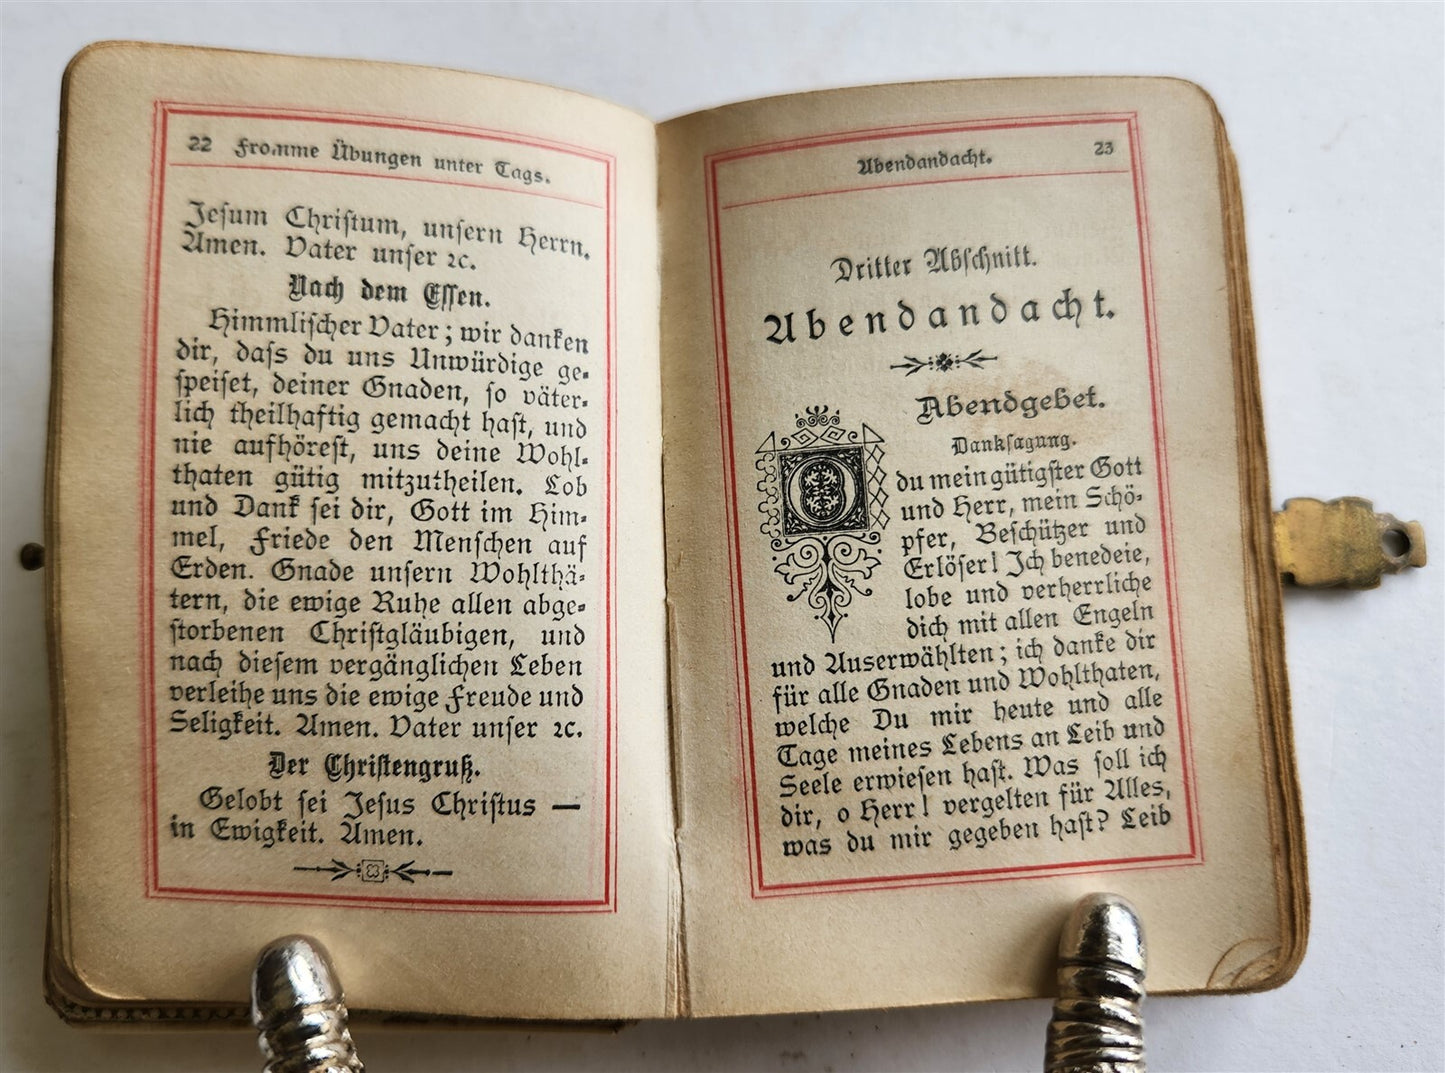 22 Fromme Übungen unter Tags.
Jeſum Chriſtum, unſern Herrn.
Amen. Vater unſer ꝛc.
Nach dem Eſſen.
Himmliſcher Vater; wir danken
dir, daſs du uns Unwürdige ge-
ſpeiſet, deiner Gnaden, ſo väter-
lich theilhaftig gemacht haſt, und
nie aufhöreſt, uns deine Wohl-
thaten gütig mitzutheilen. Lob
und Dank ſei dir, Gott im Him-
mel, Friede den Menſchen auf
Erden. Gnade unſern Wohlthä-
tern, die ewige Ruhe allen abge-
ſtorbenen Chriſtgläubigen, und
nach dieſem vergänglichen Leben
verleihe uns die ewige Freude und
Seligkeit. Amen. Vater unſer ꝛc.
Der Chriſtengruß.
Gelobt ſei Jeſus Chriſtus —
in Ewigkeit. Amen.
Abendandacht. 23
Dritter Abſchnitt.
Abendandacht.
Abendgebet.
Dankſagung.
O du mein gütigſter Gott
und Herr, mein Schö-
pfer, Beſchützer und
Erlöſer! Ich benedeie,
lobe und verherrliche
dich mit allen Engeln
und Auserwählten; ich danke dir
für alle Gnaden und Wohlthaten,
welche Du mir heute und alle
Tage meines Lebens an Leib und
Seele erwieſen haſt. Was ſoll ich
dir, o Herr! vergelten für Alles,
was du mir gegeben haſt? Leib